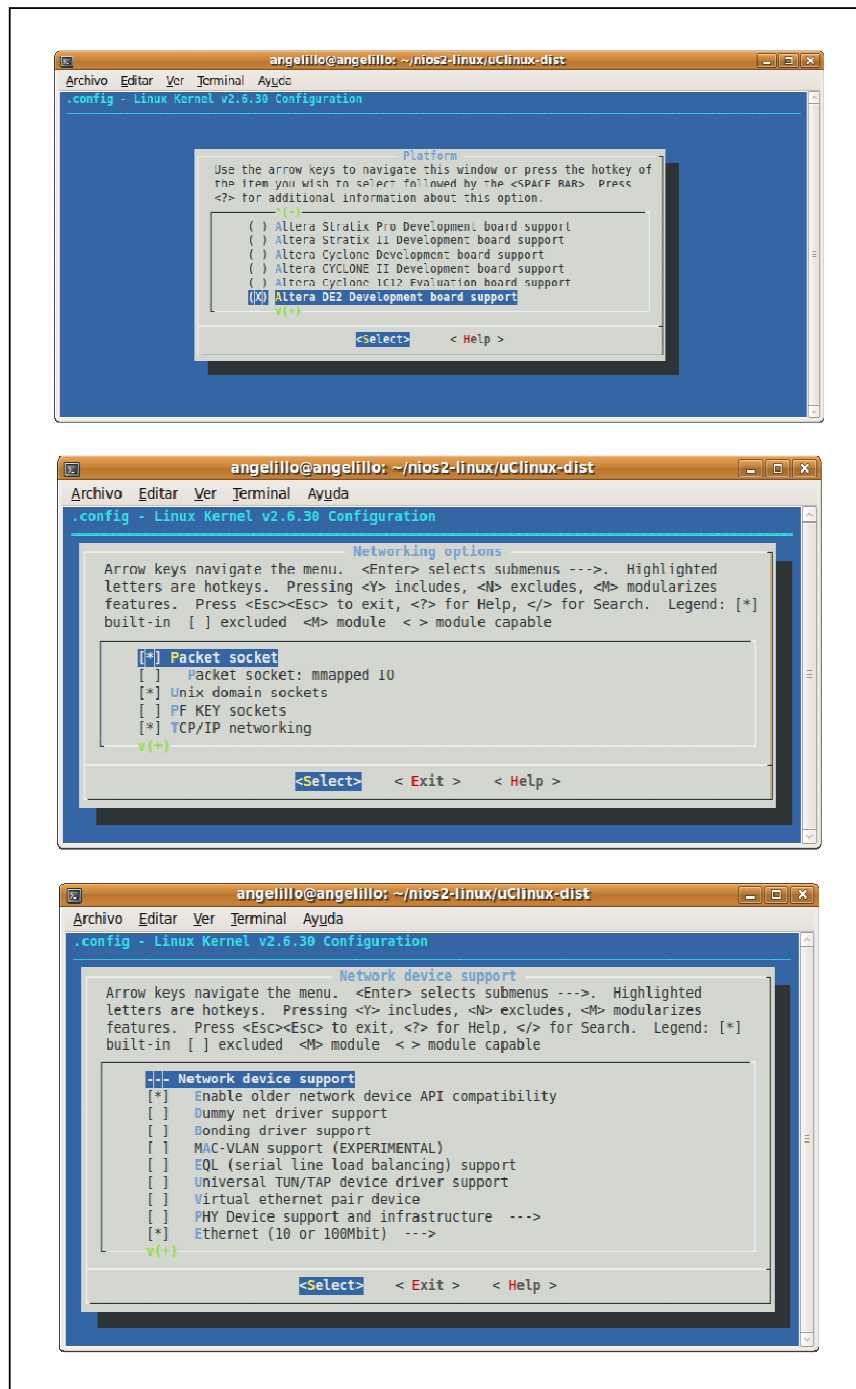 angelillo@angelillo: ~/nios2-linux/uClinux-dist
Archivo Editar Ver Terminal Ayuda
.config - Linux Kernel v2.6.30 Configuration
Platform
Use the arrow keys to navigate this window or press the hotkey of
the item you wish to select followed by the <SPACE BAR>. Press
<?> for additional information about this option.
^(-)
( ) Altera Stratix Pro Development board support
( ) Altera Stratix II Development board support
( ) Altera Cyclone Development board support
( ) Altera CYCLONE II Development board support
( ) Altera Cyclone 1C12 Evaluation board support
(X) Altera DE2 Development board support
v(+)
<Select> < Help >
angelillo@angelillo: ~/nios2-linux/uClinux-dist
Archivo Editar Ver Terminal Ayuda
.config - Linux Kernel v2.6.30 Configuration
Networking options
Arrow keys navigate the menu. <Enter> selects submenus --->. Highlighted
letters are hotkeys. Pressing <Y> includes, <N> excludes, <M> modularizes
features. Press <Esc><Esc> to exit, <?> for Help, </> for Search. Legend: [*]
built-in [ ] excluded <M> module < > module capable
[*] Packet socket
[ ] Packet socket: mmapped IO
[*] Unix domain sockets
[ ] PF KEY sockets
[*] TCP/IP networking
v(+)
<Select> < Exit > < Help >
angelillo@angelillo: ~/nios2-linux/uClinux-dist
Archivo Editar Ver Terminal Ayuda
.config - Linux Kernel v2.6.30 Configuration
Network device support
Arrow keys navigate the menu. <Enter> selects submenus --->. Highlighted
letters are hotkeys. Pressing <Y> includes, <N> excludes, <M> modularizes
features. Press <Esc><Esc> to exit, <?> for Help, </> for Search. Legend: [*]
built-in [ ] excluded <M> module < > module capable
--- Network device support
[*] Enable older network device API compatibility
[ ] Dummy net driver support
[ ] Bonding driver support
[ ] MAC-VLAN support (EXPERIMENTAL)
[ ] EQL (serial line load balancing) support
[ ] Universal TUN/TAP device driver support
[ ] Virtual ethernet pair device
[ ] PHY Device support and infrastructure --->
[*] Ethernet (10 or 100Mbit) --->
v(+)
<Select> < Exit > < Help >